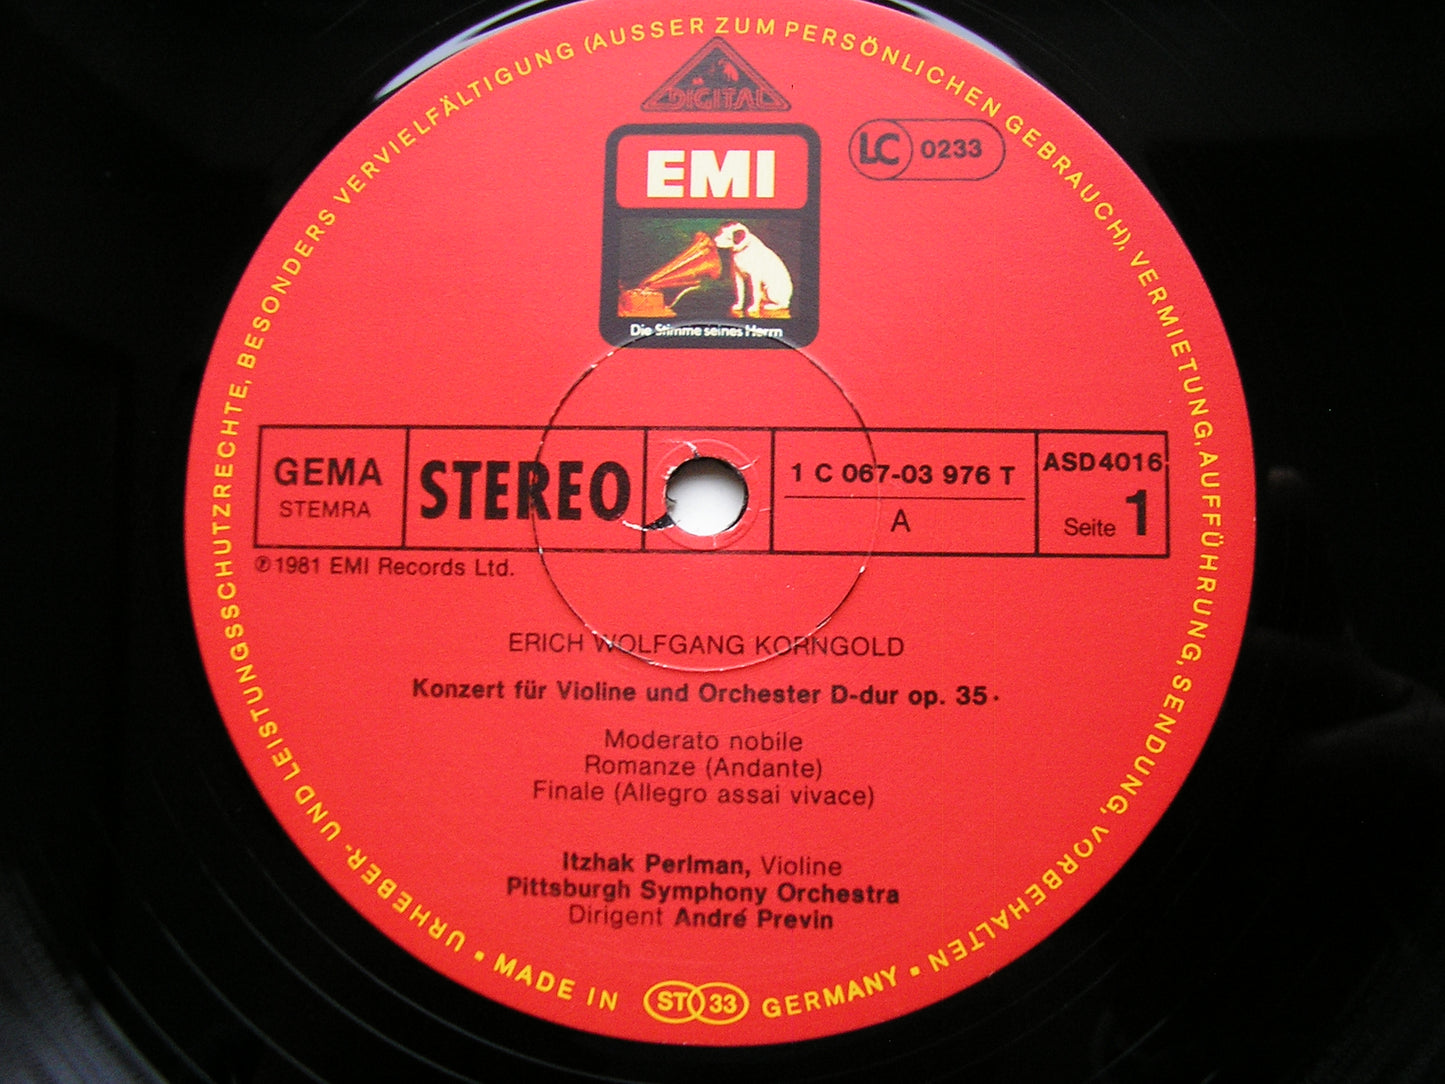 URHEBER- UND LEISTUNGSSCHUTZRECHTE, BESONDERS VERVIELFÄLTIGUNG (AUSSER ZUM PERSÖNLICHEN GEBRAUCH), VERMIETUNG, AUFFÜHRUNG, SENDUNG, VORBEHALTEN
DIGITAL
EMI
LC 0233
Die Stimme seines Herrn
GEMA
STEMRA
STEREO
1 C 067-03 976 T
A
ASD4016
Seite 1
℗1981 EMI Records Ltd.
ERICH WOLFGANG KORNGOLD
Konzert für Violine und Orchester D-dur op. 35·
Moderato nobile
Romanze (Andante)
Finale (Allegro assai vivace)
Itzhak Perlman, Violine
Pittsburgh Symphony Orchestra
Dirigent André Previn
▪ MADE IN ST 33 GERMANY ▪